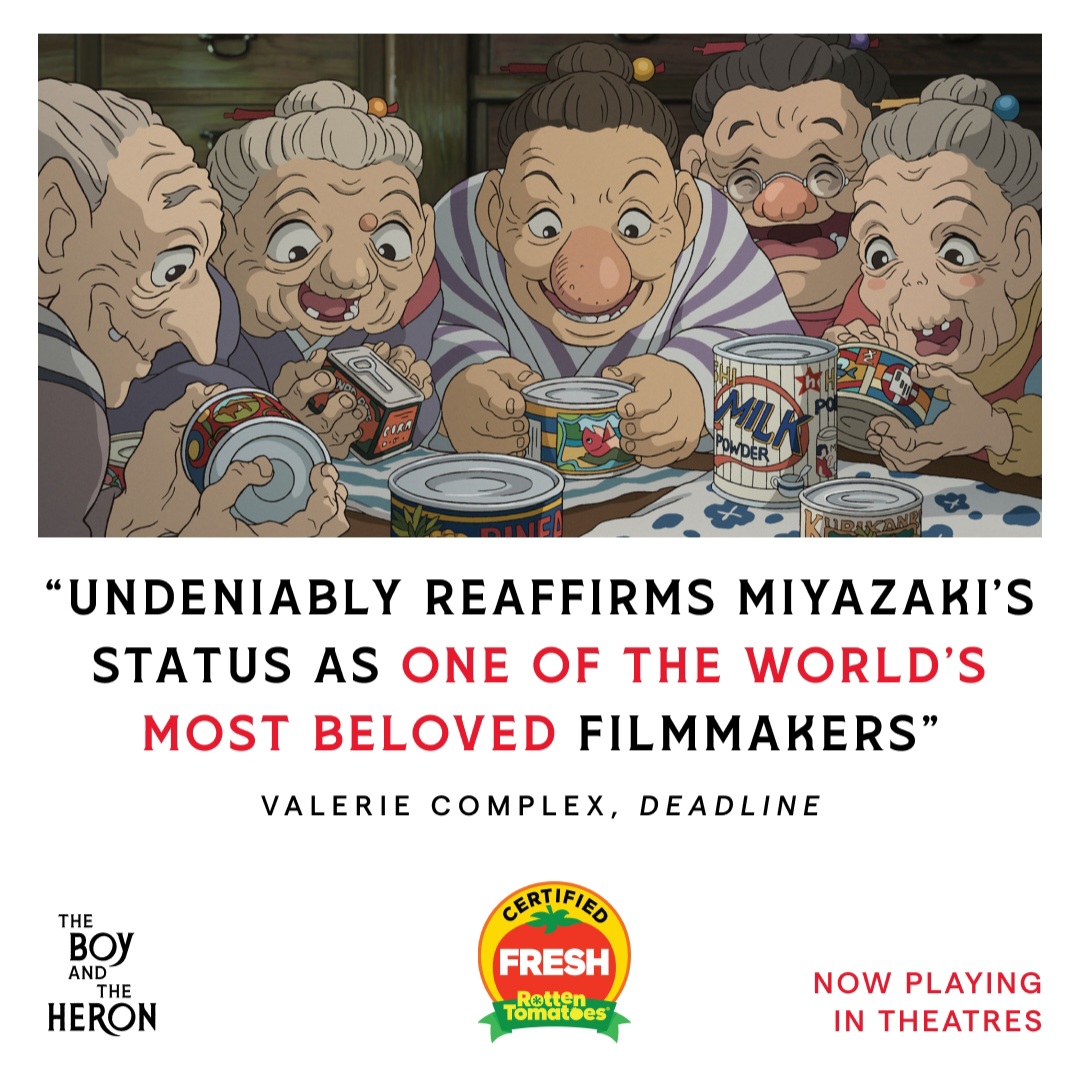 MILK
POWDER
"UNDENIABLY REAFFIRMS MIYAZAKI'S
STATUS AS ONE OF THE WORLD'S
MOST BELOVED FILMMAKERS"
VALERIE COMPLEX, DEADLINE
THE
BOY
AND
THE
HERON
CERTIFIED
FRESH
Rotten
Tomatoes®
NOW PLAYING
IN THEATRES